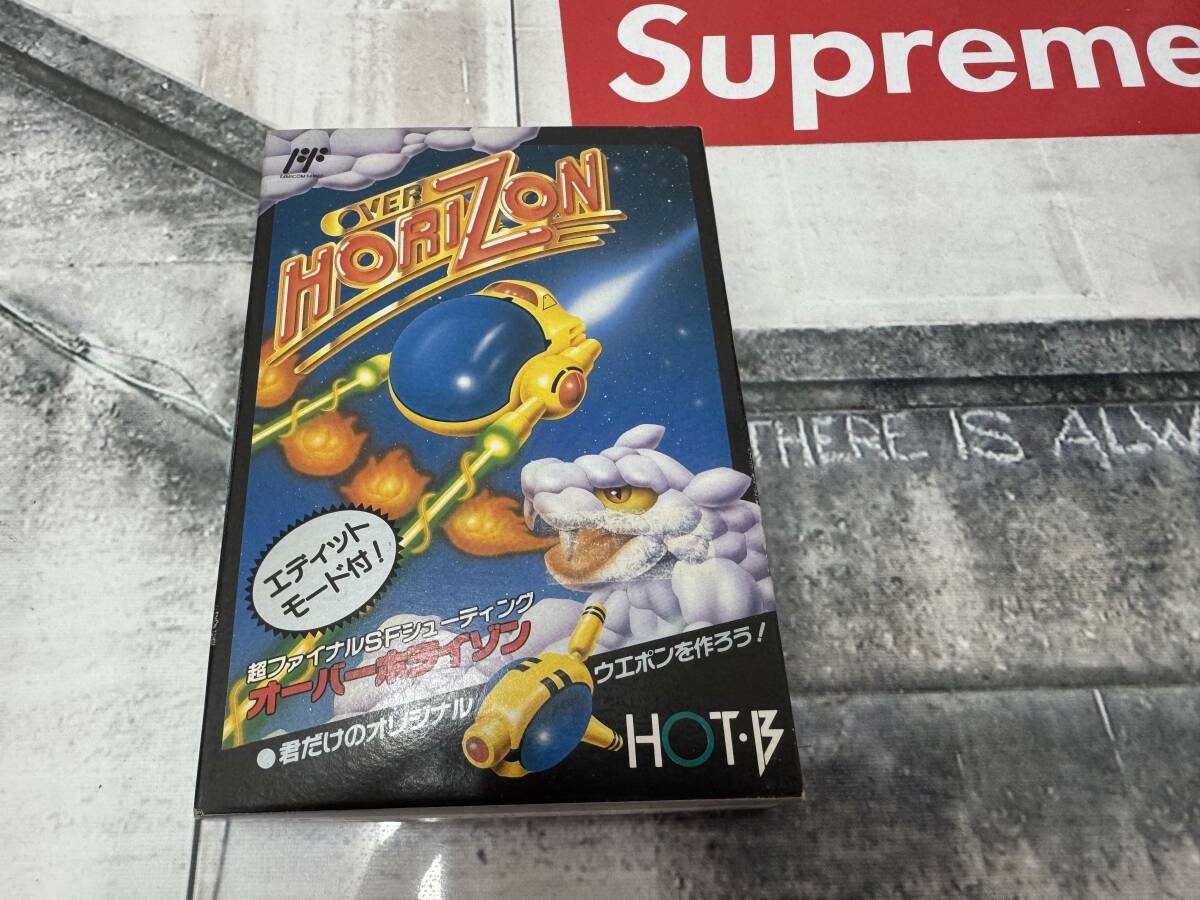 Supreme
FAMICOM FAMILY
OVER
HORIZON
THERE IS ALW
エディット
モード付!
超ファイナルSFシューティング
オーバーホライゾン
●君だけのオリジナル
ウエポンを作ろう!
HOT・B